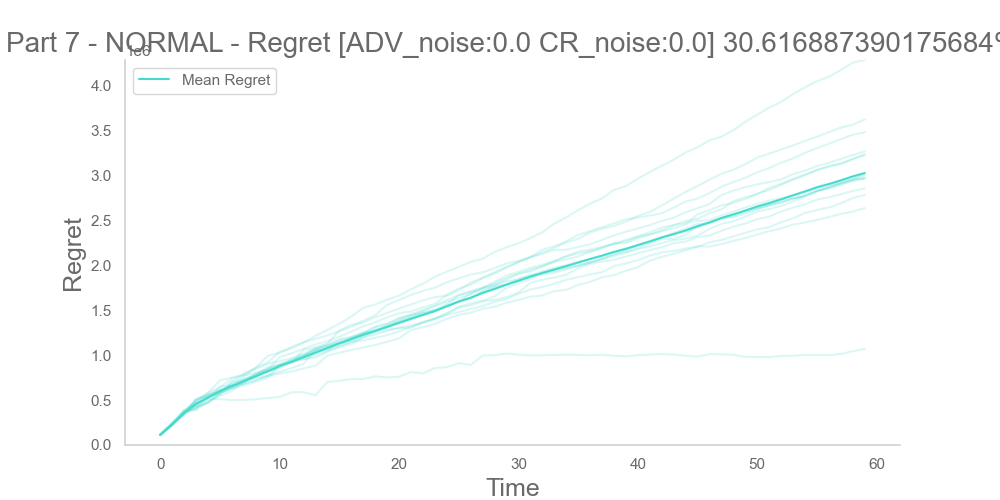 Part 7 - NORMAL - Regret [ADV_noise:0.0 CR_noise:0.0] 30.616887390175684%
1e6
Mean Regret
4.0
3.5
3.0
2.5
2.0
1.5
1.0
0.5
0.0
Regret
0 10 20 30 40 50 60
Time